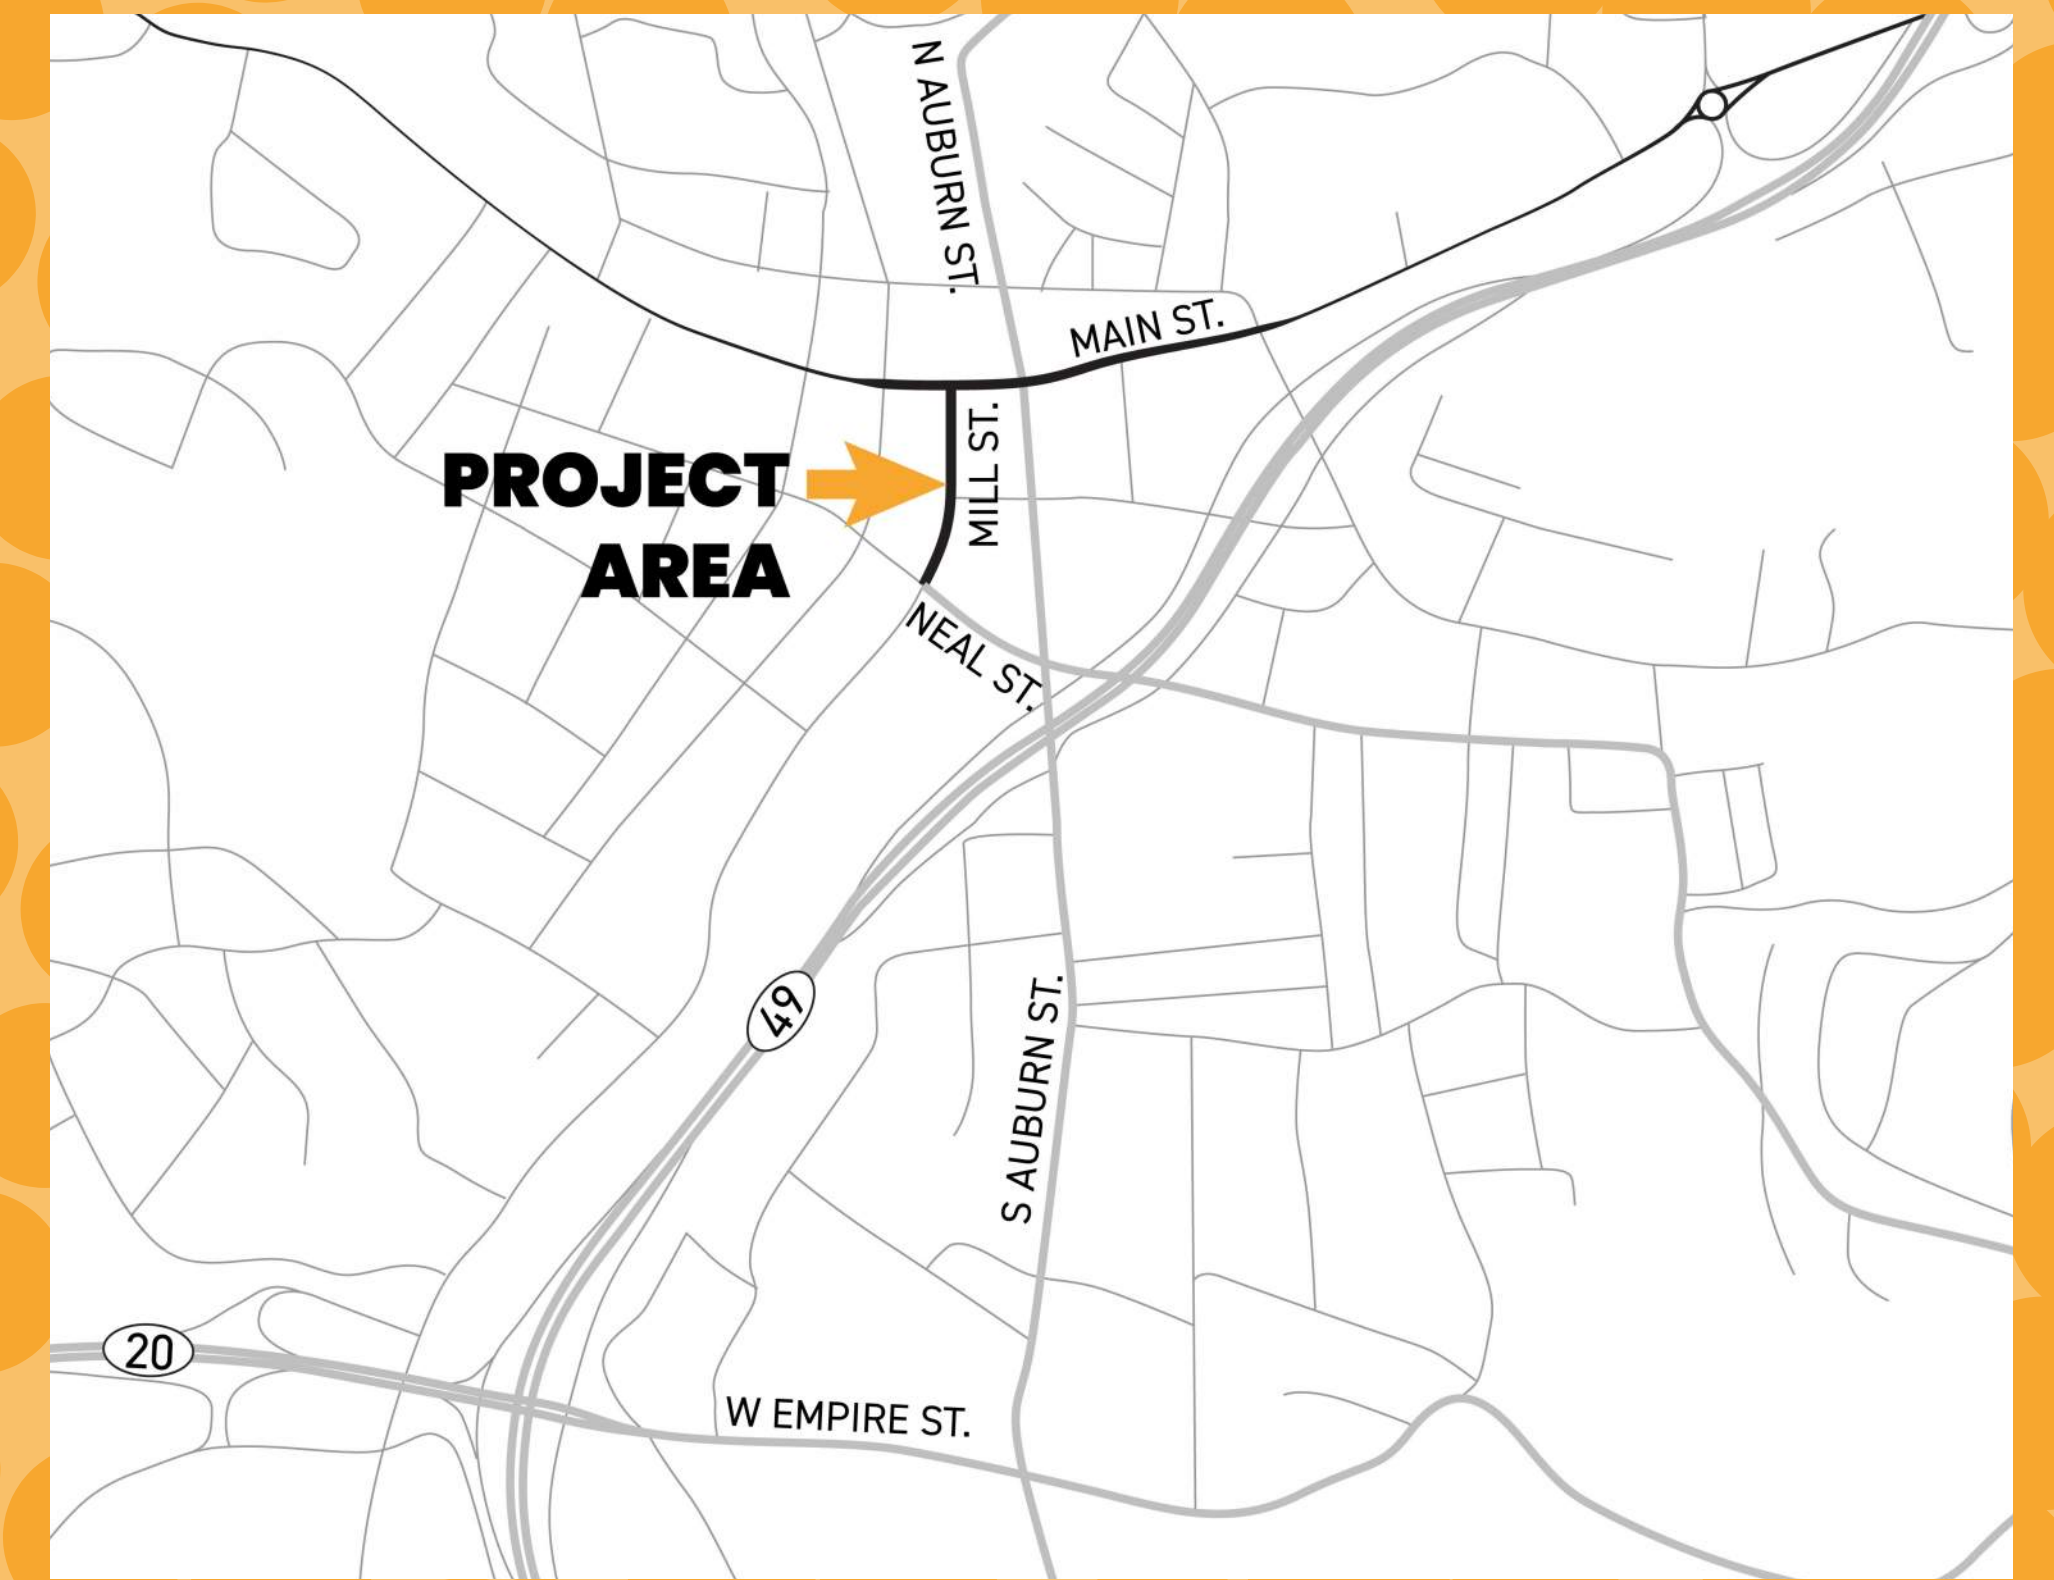 N AUBURN ST.
MAIN ST.
MILL ST.
PROJECT
AREA
NEAL ST.
49
S AUBURN ST.
20
W EMPIRE ST.